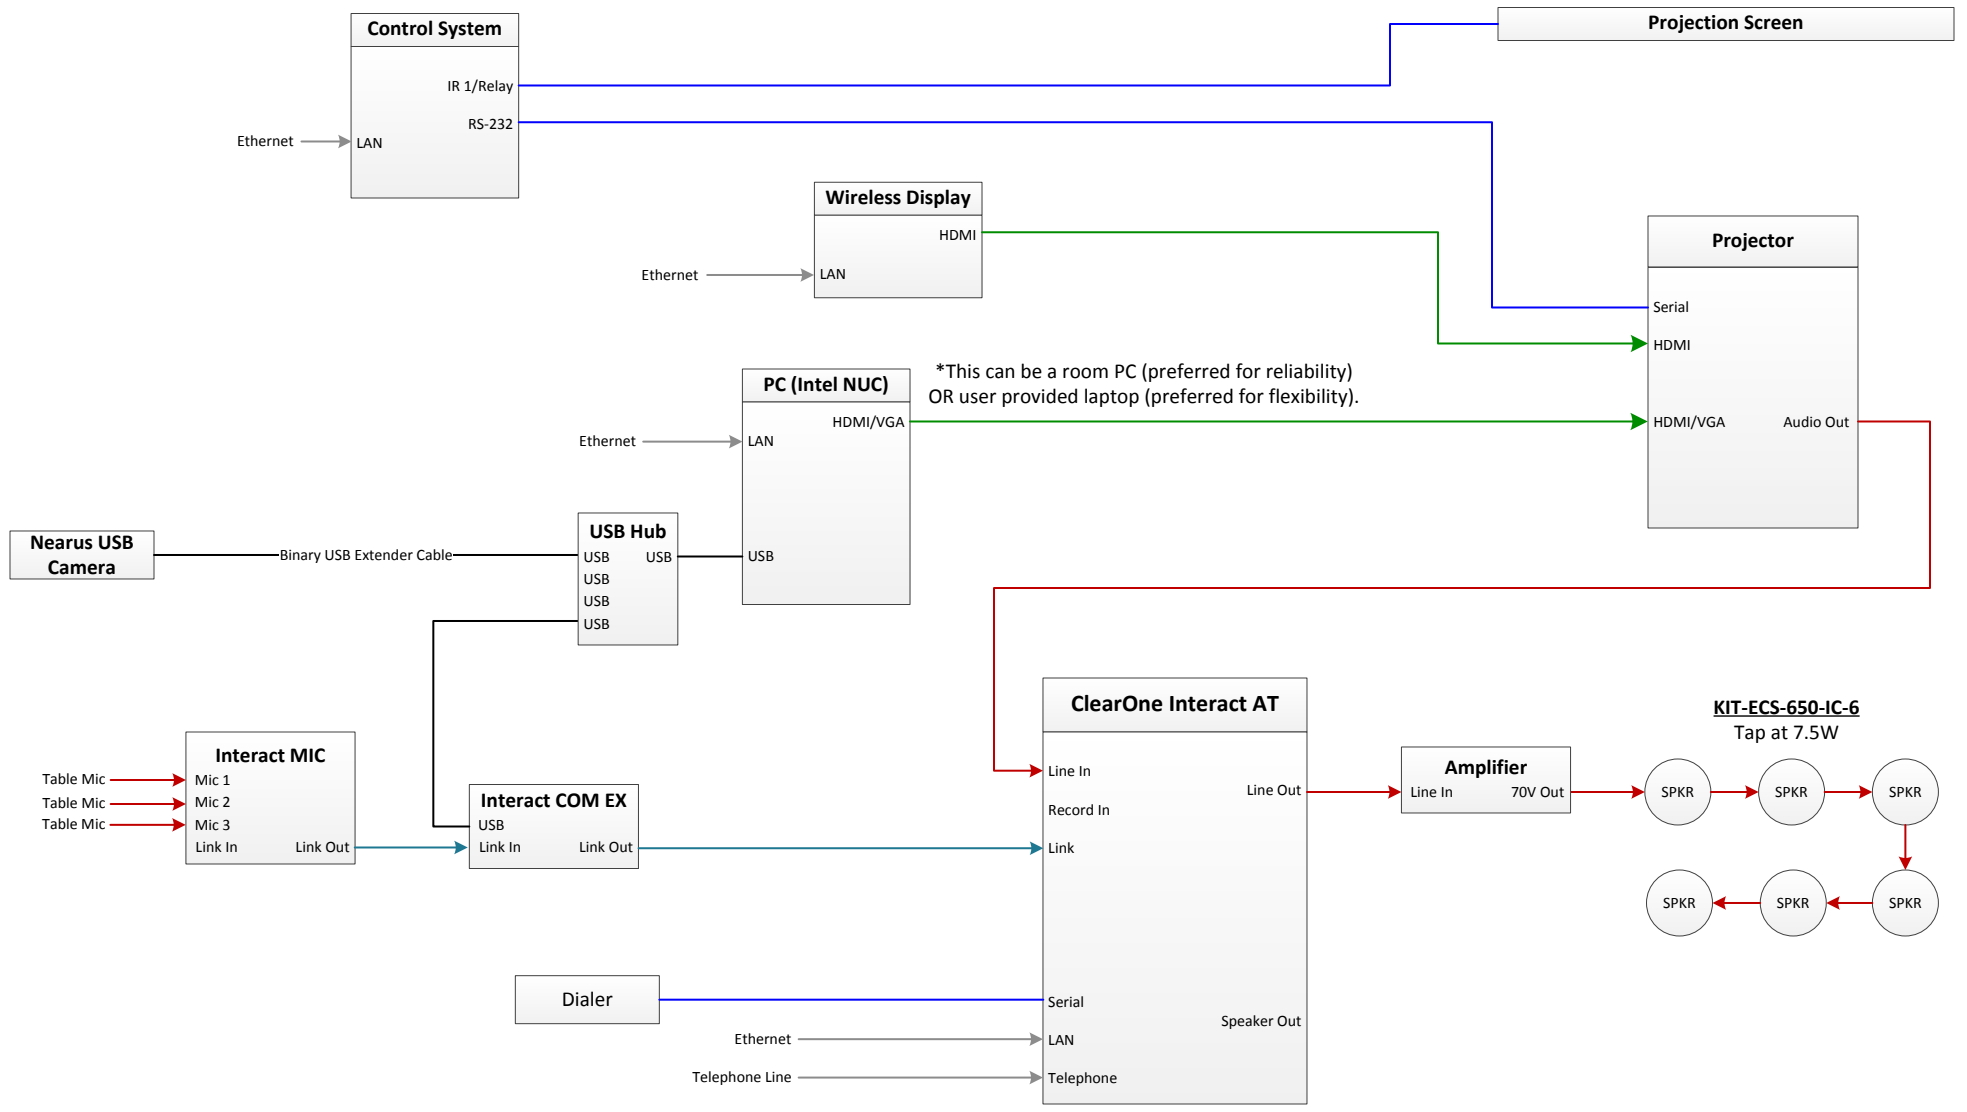 Control System
IR 1/Relay
RS-232
Ethernet
LAN
Projection Screen
Wireless Display
HDMI
Ethernet
LAN
Projector
Serial
HDMI
HDMI/VGA
Audio Out
*This can be a room PC (preferred for reliability)
OR user provided laptop (preferred for flexibility).
PC (Intel NUC)
HDMI/VGA
Ethernet
LAN
USB
Nearus USB
Camera
Binary USB Extender Cable
USB Hub
USB
USB
USB
USB
USB
Interact MIC
Table Mic
Mic 1
Table Mic
Mic 2
Table Mic
Mic 3
Link In
Link Out
Interact COM EX
USB
Link In
Link Out
ClearOne Interact AT
Line In
Line Out
Record In
Link
Serial
Speaker Out
LAN
Telephone
Dialer
Ethernet
Telephone Line
Amplifier
Line In
70V Out
KIT-ECS-650-IC-6
Tap at 7.5W
SPKR
SPKR
SPKR
SPKR
SPKR
SPKR